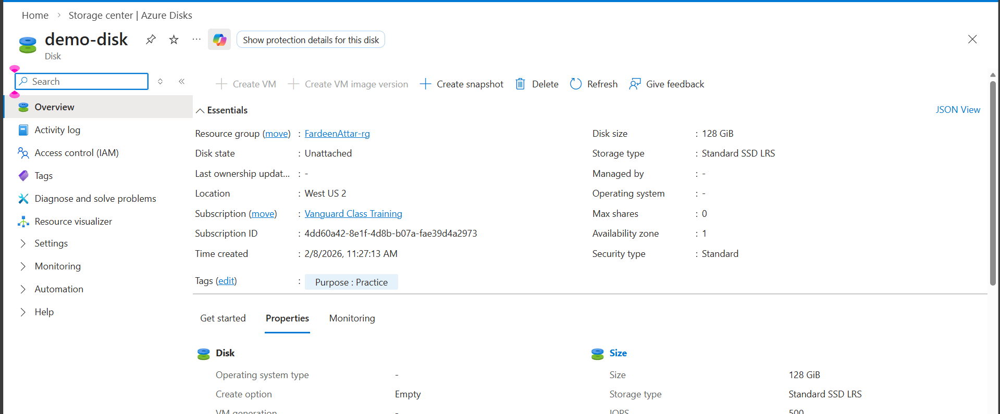 Home > Storage center | Azure Disks
demo-disk ... Show protection details for this disk
Disk
Search
Create VM Create VM image version Create snapshot Delete Refresh Give feedback
Overview
Activity log
Access control (IAM)
Tags
Diagnose and solve problems
Resource visualizer
Settings
Monitoring
Automation
Help
Essentials
JSON View
Resource group (move) : FardeenAttar-rg
Disk state : Unattached
Last ownership updat... : -
Location : West US 2
Subscription (move) : Vanguard Class Training
Subscription ID : 4dd60a42-8e1f-4d8b-b07a-fae39d4a2973
Time created : 2/8/2026, 11:27:13 AM
Tags (edit) : Purpose : Practice
Disk size : 128 GiB
Storage type : Standard SSD LRS
Managed by : -
Operating system : -
Max shares : 0
Availability zone : 1
Security type : Standard
Get started Properties Monitoring
Disk
Operating system type -
Create option Empty
VM generation -
Size
Size 128 GiB
Storage type Standard SSD LRS
IOPS 500